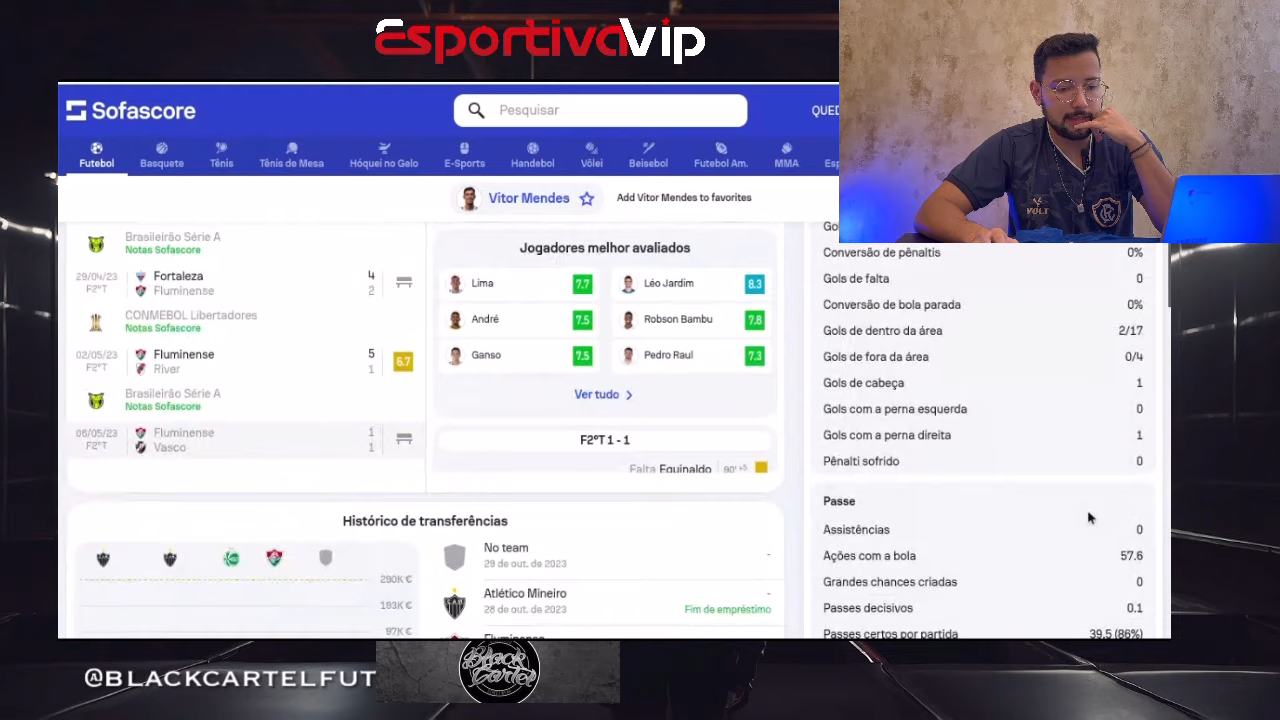 EsportivaVip
Sofascore
Pesquisar
QUED
Futebol
Basquete
Tênis
Tênis de Mesa
Hóquei no Gelo
E-Sports
Handebol
Vôlei
Beisebol
Futebol Am.
MMA
Esp
Vitor Mendes
Add Vitor Mendes to favorites
Brasileirão Série A
Notas Sofascore
29/04/23 Fortaleza 4
F2°T Fluminense 2
CONMEBOL Libertadores
Notas Sofascore
02/05/23 Fluminense 5
F2°T River 1
6.7
Brasileirão Série A
Notas Sofascore
06/05/23 Fluminense 1
F2°T Vasco 1
Jogadores melhor avaliados
Lima 7.7 Léo Jardim 8.3
André 7.5 Robson Bambu 7.8
Ganso 7.5 Pedro Raul 7.3
Ver tudo
F2°T 1 - 1
Falta Eguinaldo 90' +5
Histórico de transferências
290K €
193K €
97K €
No team -
29 de out. de 2023
Atlético Mineiro -
28 de out. de 2023 Fim de empréstimo
Fluminense
Conversão de pênaltis 0%
Gols de falta 0
Conversão de bola parada 0%
Gols de dentro da área 2/17
Gols de fora da área 0/4
Gols de cabeça 1
Gols com a perna esquerda 0
Gols com a perna direita 1
Pênalti sofrido 0
Passe
Assistências 0
Ações com a bola 57.6
Grandes chances criadas 0
Passes decisivos 0.1
Passes certos por partida 39.5 (86%)
VOLT
@BLACKCARTELFUT
Black
Cartel